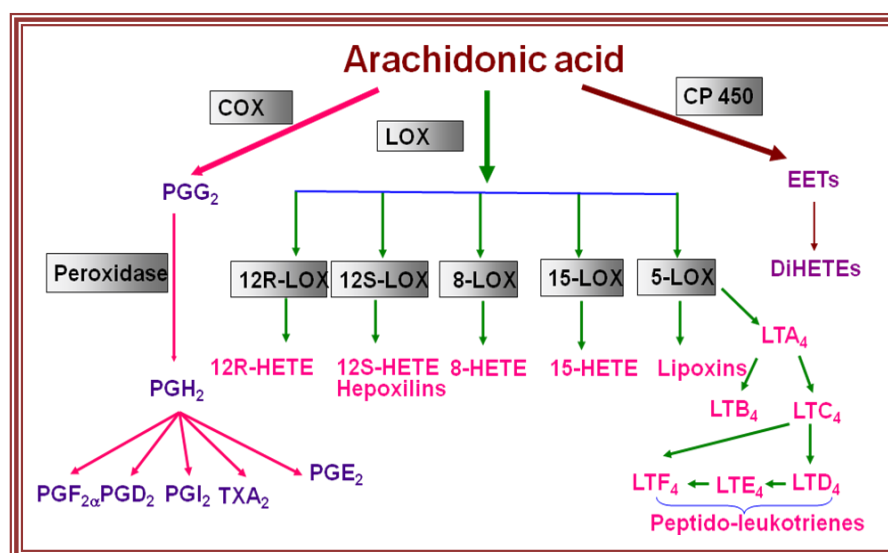 Arachidonic acid
COX
LOX
CP 450
PGG₂
EETs
Peroxidase
12R-LOX 12S-LOX 8-LOX 15-LOX 5-LOX
DiHETEs
LTA₄
12R-HETE 12S-HETE 8-HETE 15-HETE Lipoxins
Hepoxilins
PGH₂
LTB₄ LTC₄
PGF₂α PGD₂ PGI₂ TXA₂ PGE₂
LTF₄ LTE₄ LTD₄
Peptido-leukotrienes